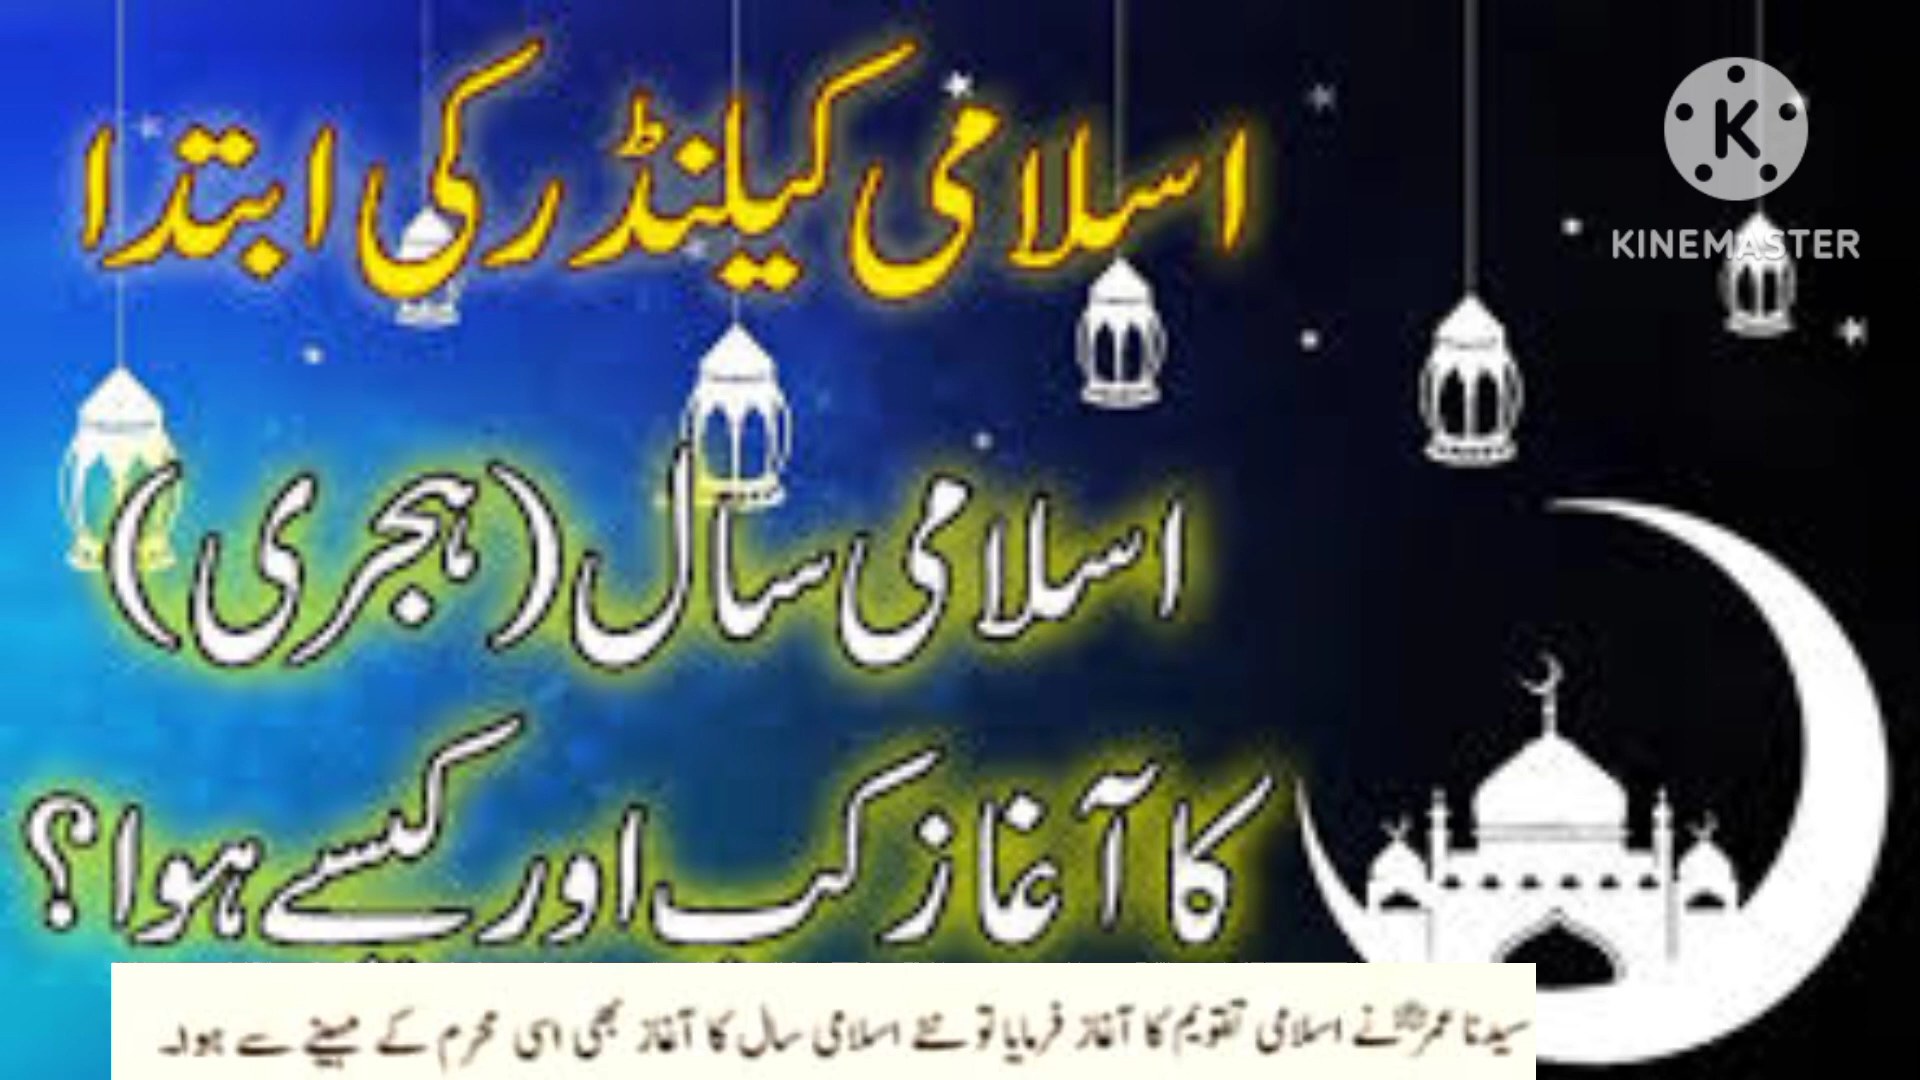 اسلامی کیلنڈر کی ابتدا
KINEMASTER
اسلامی سال (ہجری)
کا آغاز کب اور کیسے ہوا؟
سیدنا عمرؓ نے اسلامی تقویم کا آغاز فرمایا تو نئے اسلامی سال کا آغاز بھی اسی محرم کے مہینے سے ہوا۔